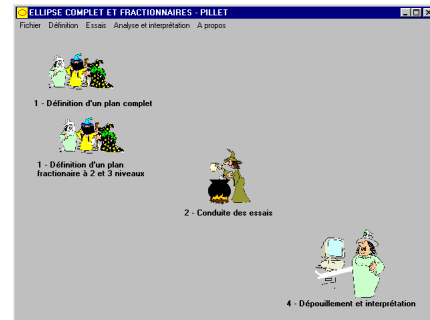 ELLIPSE COMPLET ET FRACTIONNAIRES - PILLET
Fichier Définition Essais Analyse et interprétation A propos
1 - Définition d'un plan complet
1 - Définition d'un plan
fractionaire à 2 et 3 niveaux
2 - Conduite des essais
4 - Dépouillement et interprétation